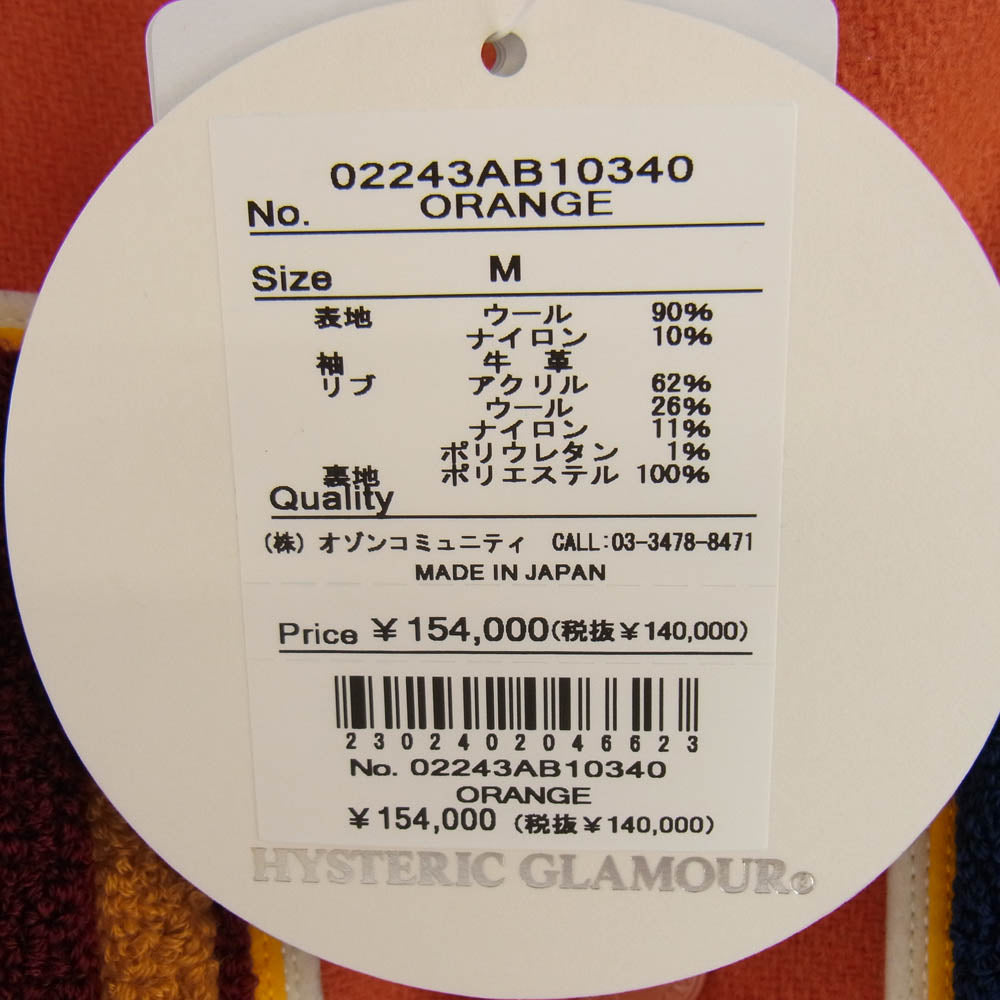 02243AB10340
No. ORANGE
Size M
表地 ウール 90%
ナイロン 10%
袖 牛 革
リブ アクリル 62%
ウール 26%
ナイロン 11%
ポリウレタン 1%
裏地 ポリエステル 100%
Quality
(株) オゾンコミュニティ CALL:03-3478-8471
MADE IN JAPAN
Price ¥154,000(税抜¥140,000)
2302402046623
No. 02243AB10340
ORANGE
¥154,000 (税抜¥140,000)
HYSTERIC GLAMOUR®